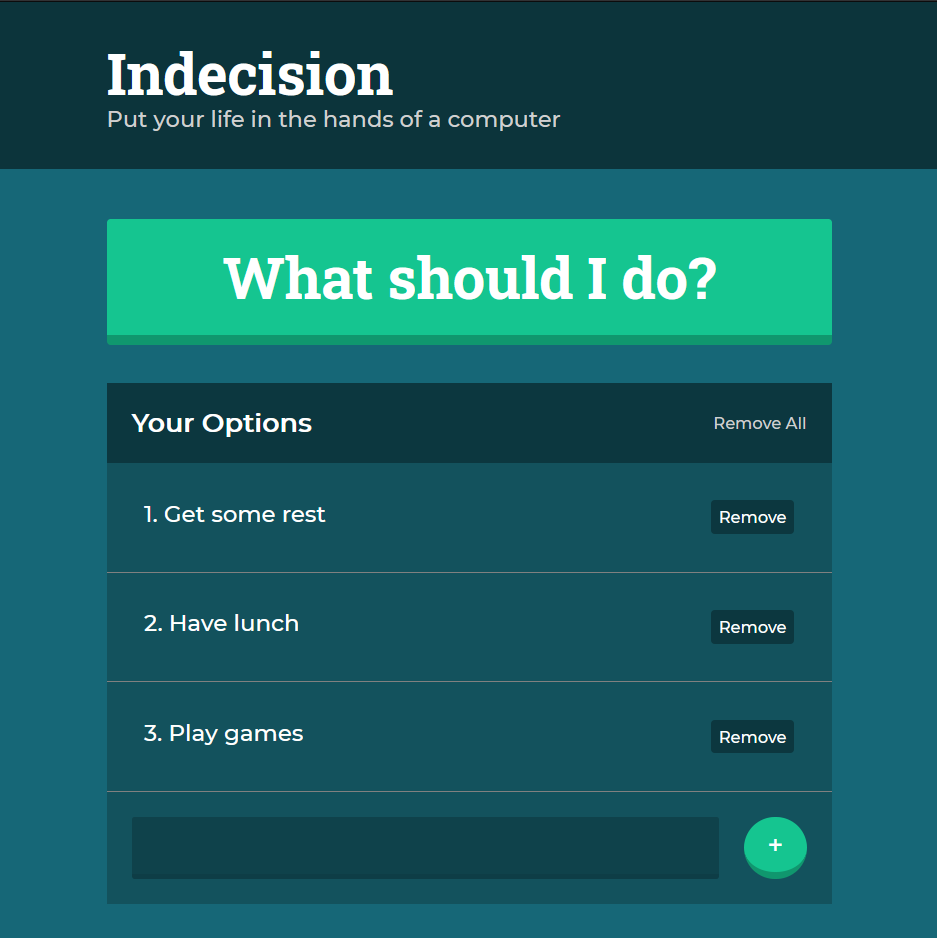 Indecision
Put your life in the hands of a computer
What should I do?
Your Options
Remove All
1. Get some rest
Remove
2. Have lunch
Remove
3. Play games
Remove
+